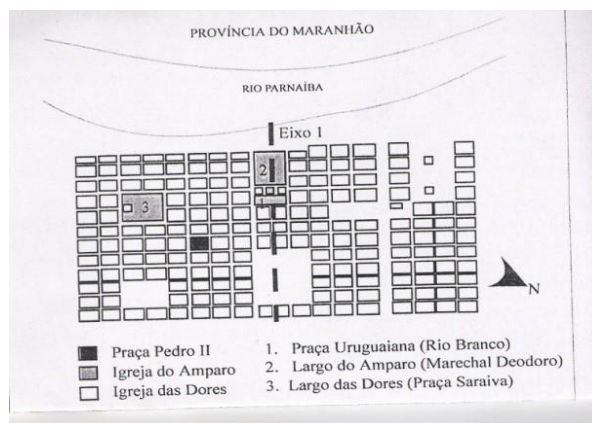 PROVÍNCIA DO MARANHÃO
RIO PARNAÍBA
Eixo 1
2
1
3
N
Praça Pedro II
Igreja do Amparo
Igreja das Dores
1. Praça Uruguaiana (Rio Branco)
2. Largo do Amparo (Marechal Deodoro)
3. Largo das Dores (Praça Saraiva)